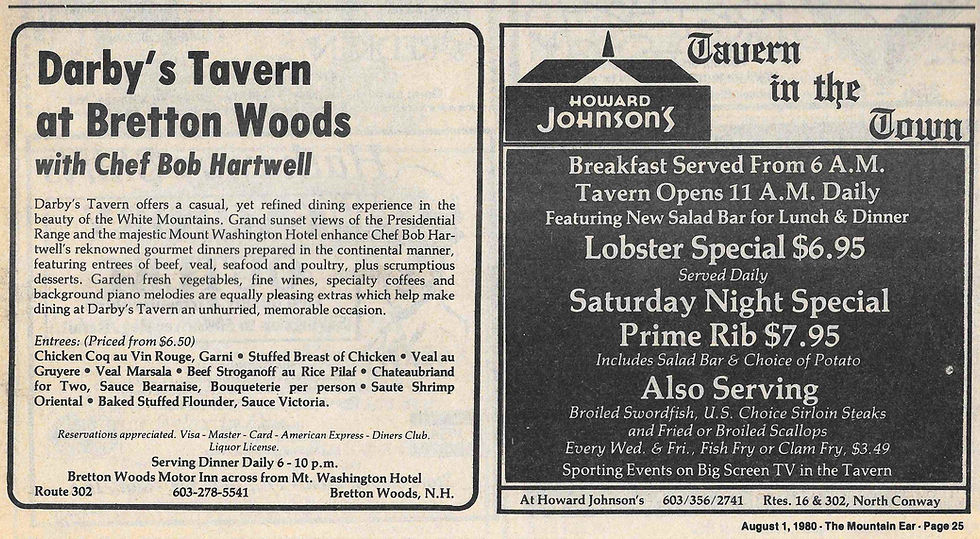 Darby's Tavern
at Bretton Woods
with Chef Bob Hartwell
Darby's Tavern offers a casual, yet refined dining experience in the
beauty of the White Mountains. Grand sunset views of the Presidential
Range and the majestic Mount Washington Hotel enhance Chef Bob Har-
twell's reknowned gourmet dinners prepared in the continental manner,
featuring entrees of beef, veal, seafood and poultry, plus scrumptious
desserts. Garden fresh vegetables, fine wines, specialty coffees and
background piano melodies are equally pleasing extras which help make
dining at Darby's Tavern an unhurried, memorable occasion.
Entrees: (Priced from $6.50)
Chicken Coq au Vin Rouge, Garni • Stuffed Breast of Chicken • Veal au
Gruyere • Veal Marsala • Beef Stroganoff au Rice Pilaf • Chateaubriand
for Two, Sauce Bearnaise, Bouqueterie per person • Saute Shrimp
Oriental • Baked Stuffed Flounder, Sauce Victoria.
Reservations appreciated. Visa - Master - Card - American Express - Diners Club.
Liquor License.
Serving Dinner Daily 6 - 10 p.m.
Bretton Woods Motor Inn across from Mt. Washington Hotel
Route 302 603-278-5541 Bretton Woods, N.H.
HOWARD
JOHNSON'S
Tavern
in the
Town
Breakfast Served From 6 A.M.
Tavern Opens 11 A.M. Daily
Featuring New Salad Bar for Lunch & Dinner
Lobster Special $6.95
Served Daily
Saturday Night Special
Prime Rib $7.95
Includes Salad Bar & Choice of Potato
Also Serving
Broiled Swordfish, U.S. Choice Sirloin Steaks
and Fried or Broiled Scallops
Every Wed. & Fri., Fish Fry or Clam Fry, $3.49
Sporting Events on Big Screen TV in the Tavern
At Howard Johnson's 603/356/2741 Rtes. 16 & 302, North Conway
August 1, 1980 - The Mountain Ear - Page 25